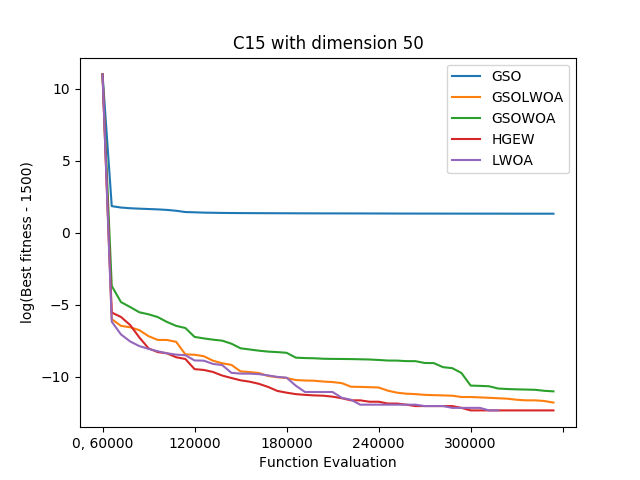 C15 with dimension 50
log(Best fitness - 1500)
10
5
0
−5
−10
GSO
GSOLWOA
GSOWOA
HGEW
LWOA
0, 60000 120000 180000 240000 300000
Function Evaluation